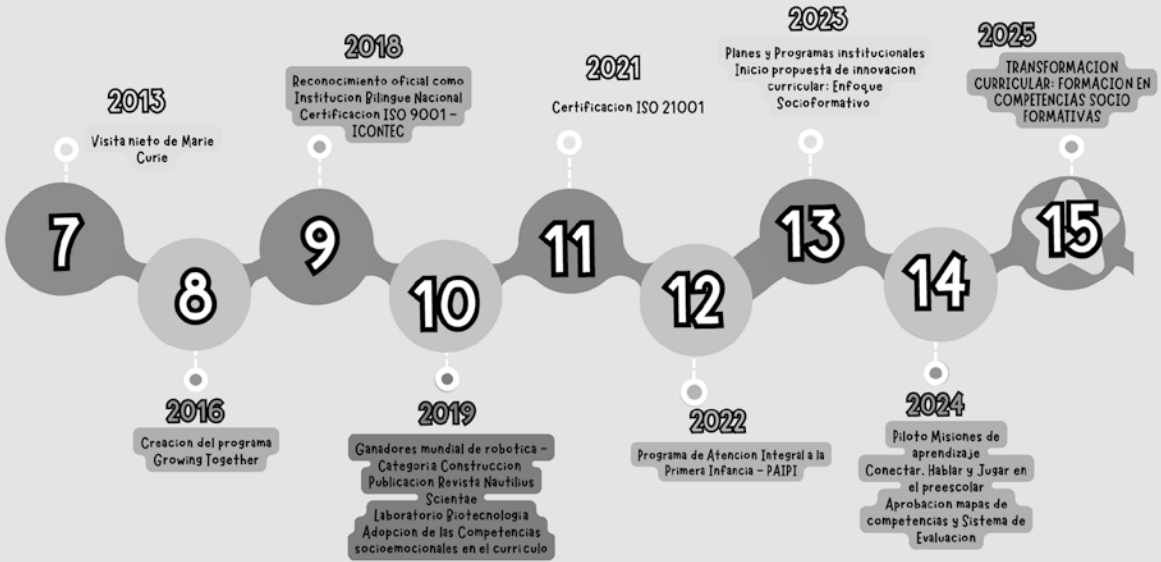 2013
Visita nieto de Marie
Curie
7
2016
Creacion del programa
Growing Together
8
2018
Reconocimiento oficial como
Institucion Bilingue Nacional
Certificacion ISO 9001 –
ICONTEC
9
2019
Ganadores mundial de robotica –
Categoria Construccion
Publicacion Revista Nautilius
Scientae
Laboratorio Biotecnologia
Adopcion de las Competencias
socioemocionales en el curriculo
10
2021
Certificacion ISO 21001
11
2022
Programa de Atencion Integral a la
Primera Infancia – PAIPI
12
2023
Planes y Programas institucionales
Inicio propuesta de innovacion
curricular: Enfoque
Socioformativo
13
2024
Piloto Misiones de
aprendizaje
Conectar, Hablar y Jugar en
el preescolar
Aprobacion mapas de
competencias y Sistema de
Evaluacion
14
2025
TRANSFORMACION
CURRICULAR: FORMACION EN
COMPETENCIAS SOCIO
FORMATIVAS
15